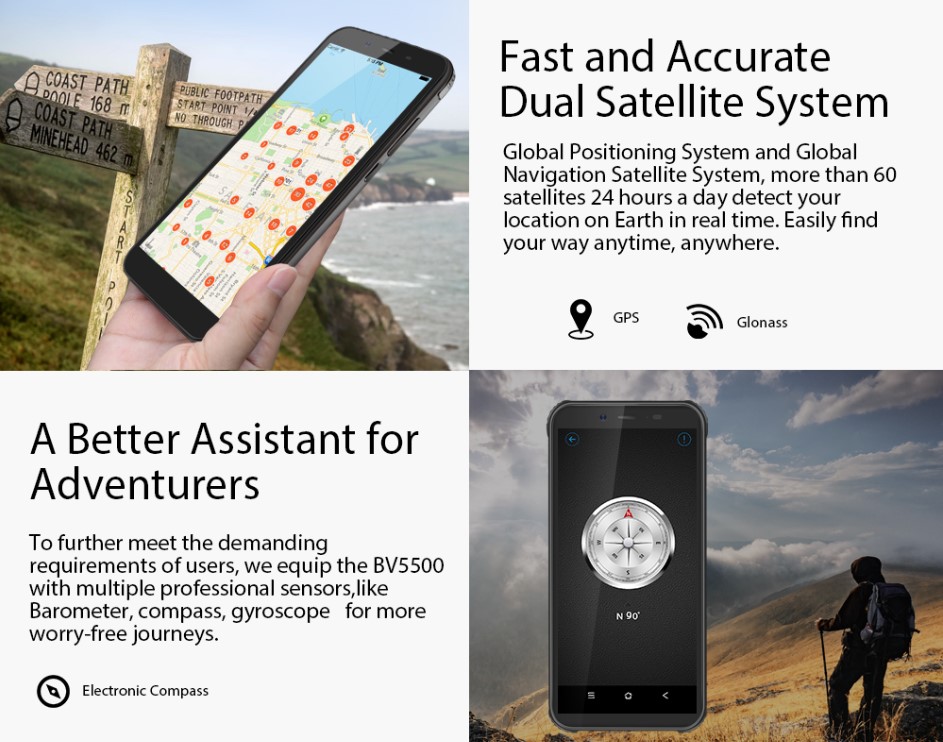 COAST PATH
POOLE 168 m
COAST PATH
MINEHEAD 462 m
PUBLIC FOOTPATH
START POINT
NO THROUGH
START
POI
Fast and Accurate
Dual Satellite System
Global Positioning System and Global
Navigation Satellite System, more than 60
satellites 24 hours a day detect your
location on Earth in real time. Easily find
your way anytime, anywhere.
GPS
Glonass
A Better Assistant for
Adventurers
To further meet the demanding
requirements of users, we equip the BV5500
with multiple professional sensors,like
Barometer, compass, gyroscope   for more
worry-free journeys.
Electronic Compass
N 90°